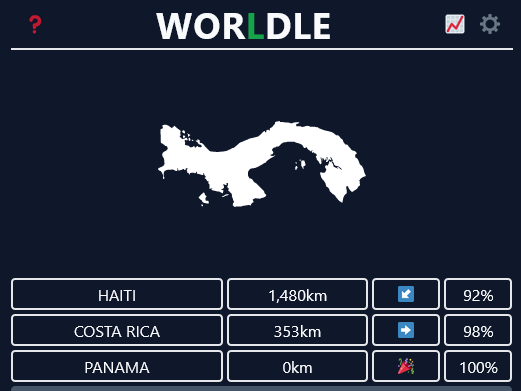 ?
WORLDLE
HAITI 1,480km 92%
COSTA RICA 353km 98%
PANAMA 0km 100%